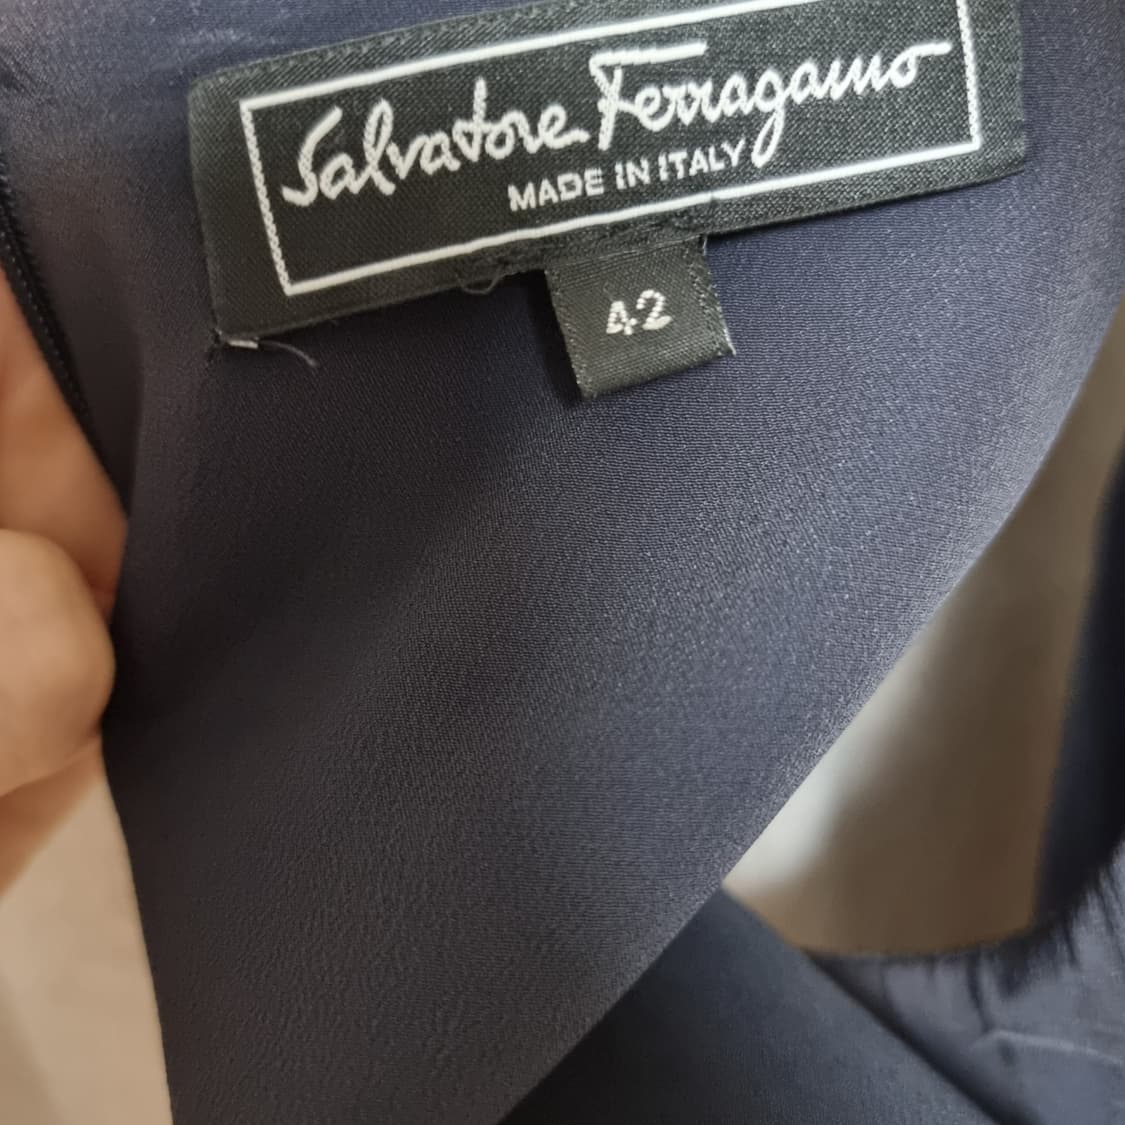 Salvatore Ferragamo
MADE IN ITALY
42